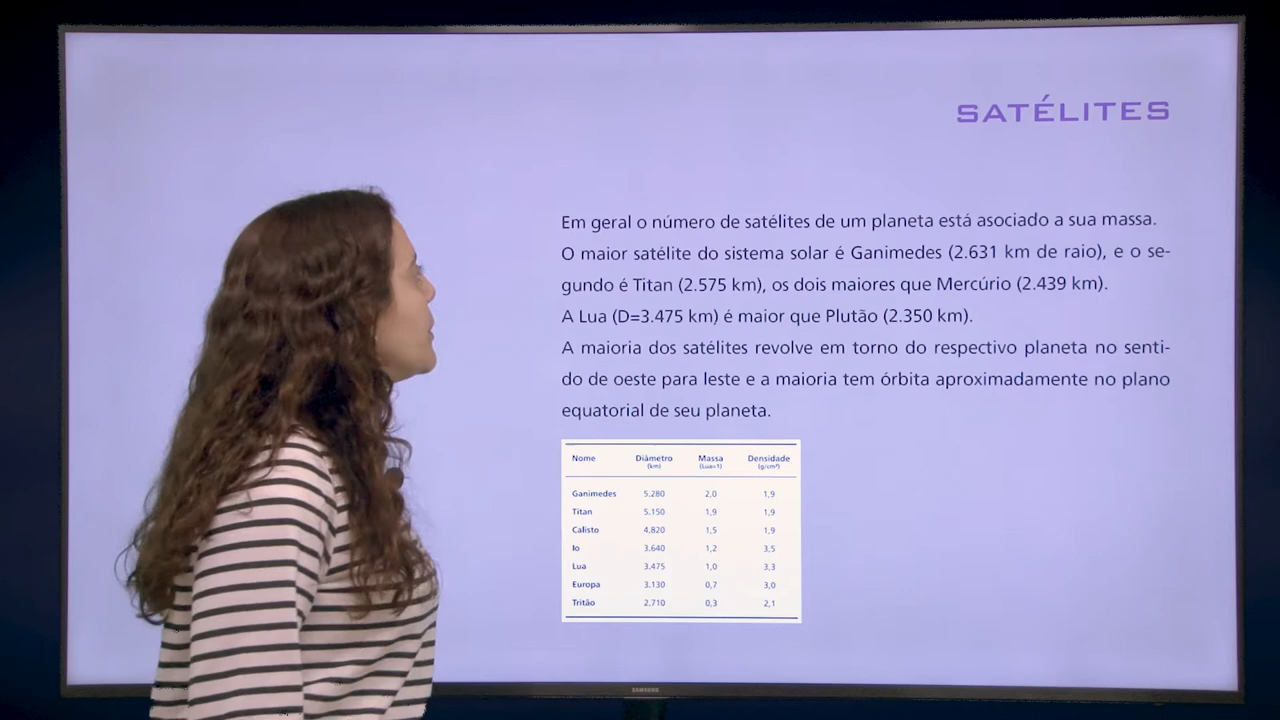 SATÉLITES
Em geral o número de satélites de um planeta está asociado a sua massa.
O maior satélite do sistema solar é Ganimedes (2.631 km de raio), e o se-
gundo é Titan (2.575 km), os dois maiores que Mercúrio (2.439 km).
A Lua (D=3.475 km) é maior que Plutão (2.350 km).
A maioria dos satélites revolve em torno do respectivo planeta no senti-
do de oeste para leste e a maioria tem órbita aproximadamente no plano
equatorial de seu planeta.
Nome Diâmetro Massa Densidade
(km) (Lua=1) (g/cm³)
Ganimedes 5.280 2,0 1,9
Titan 5.150 1,9 1,9
Calisto 4.820 1,5 1,9
Io 3.640 1,2 3,5
Lua 3.475 1,0 3,3
Europa 3.130 0,7 3,0
Tritão 2.710 0,3 2,1
SAMSUNG